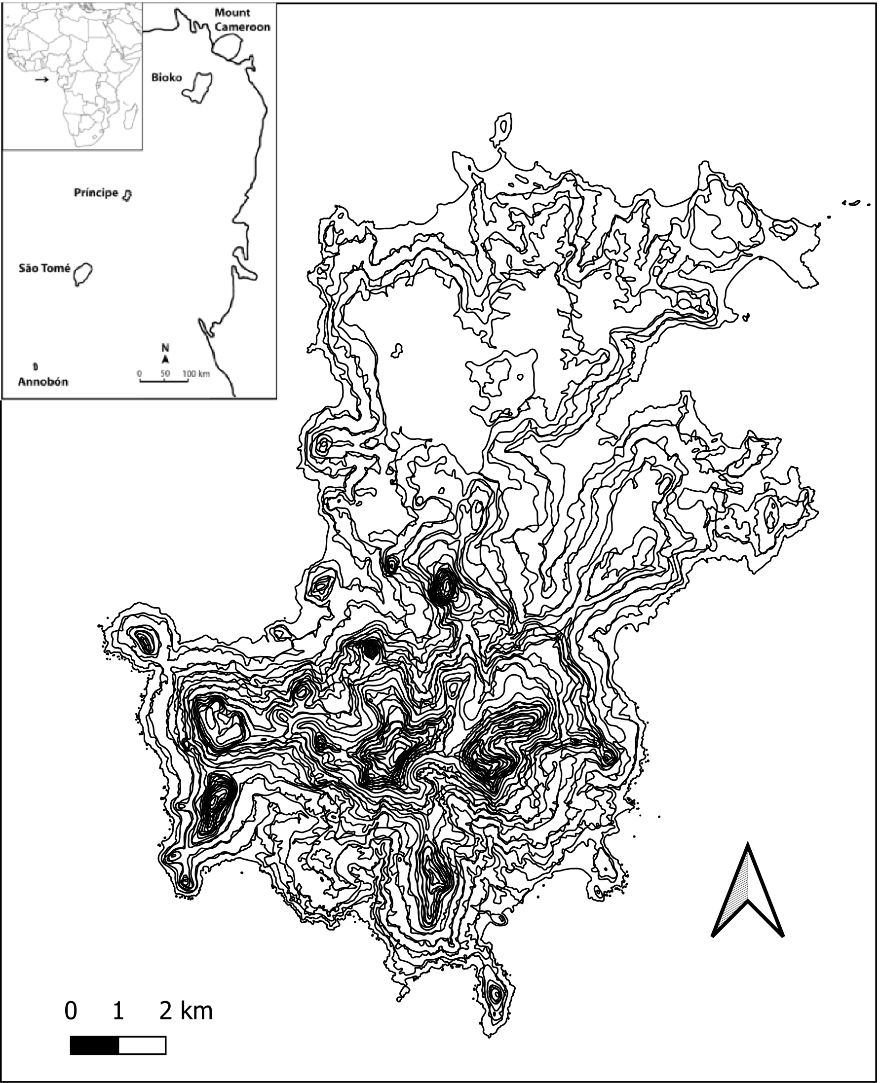 Mount
Cameroon
Bioko
Príncipe
São Tomé
N
0 50 100 km
Annobón
0 1 2 km